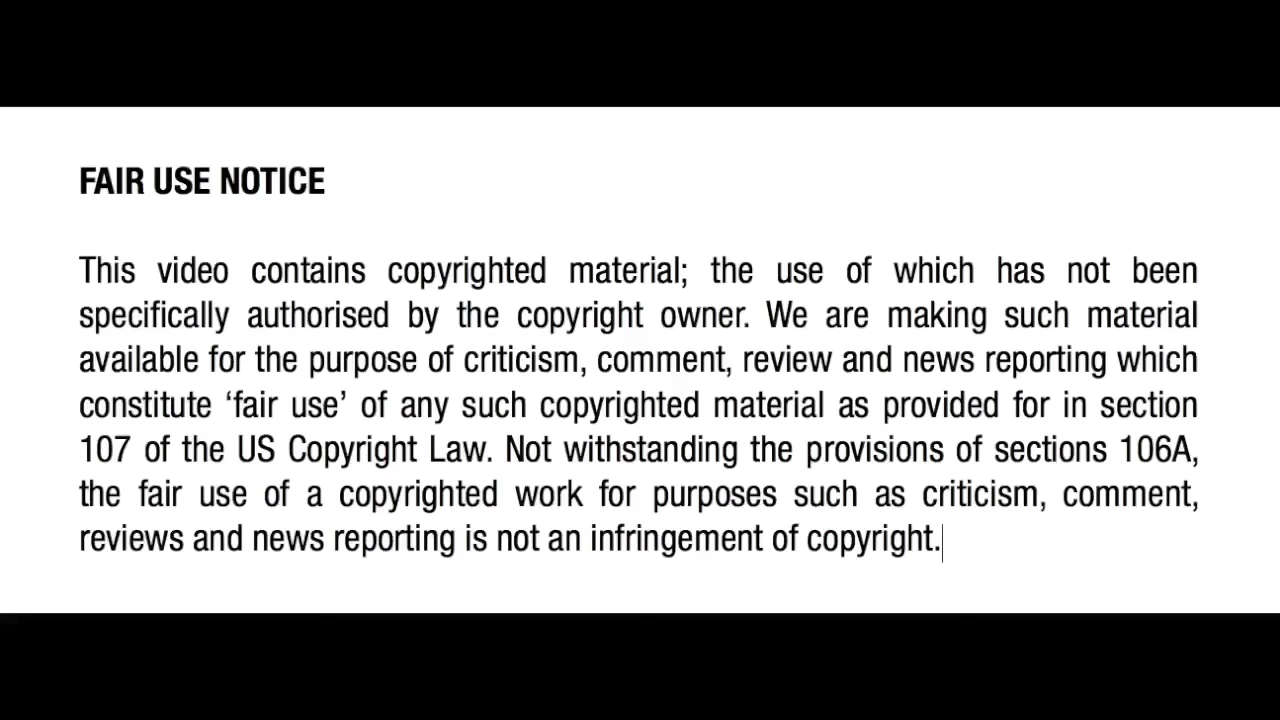 FAIR USE NOTICE
This video contains copyrighted material; the use of which has not been
specifically authorised by the copyright owner. We are making such material
available for the purpose of criticism, comment, review and news reporting which
constitute ‘fair use’ of any such copyrighted material as provided for in section
107 of the US Copyright Law. Not withstanding the provisions of sections 106A,
the fair use of a copyrighted work for purposes such as criticism, comment,
reviews and news reporting is not an infringement of copyright.